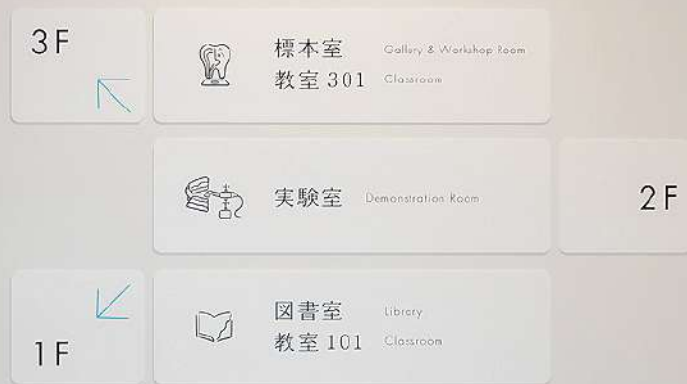 3F
標本室 Gallery & Workshop Room
教室 301 Classroom
実験室 Demonstration Room
2F
図書室 Library
教室 101 Classroom
1F